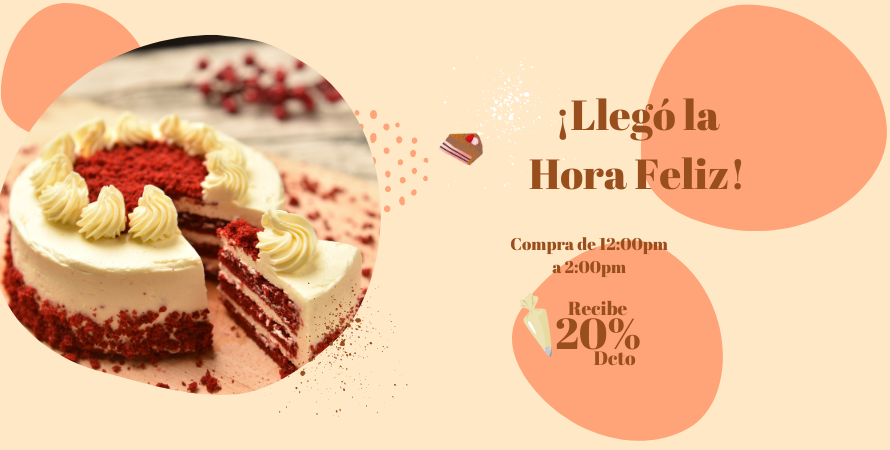 ¡Llegó la
Hora Feliz!
Compra de 12:00pm
a 2:00pm
Recibe
20%
Dcto